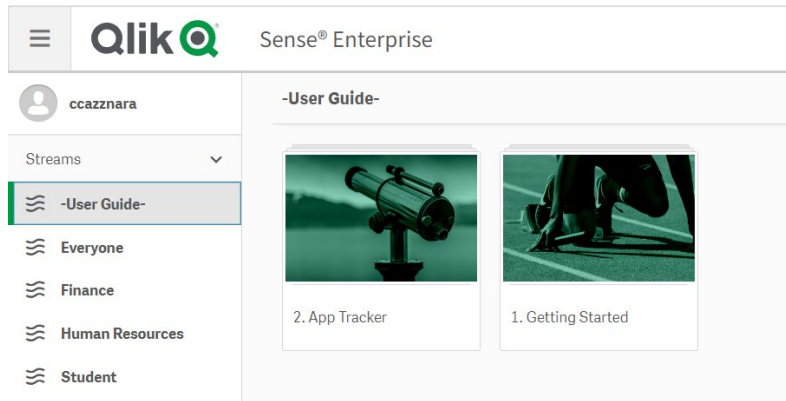 Qlik Sense® Enterprise
ccazznara
-User Guide-
Streams
-User Guide-
Everyone
Finance
Human Resources
Student
2. App Tracker
1. Getting Started